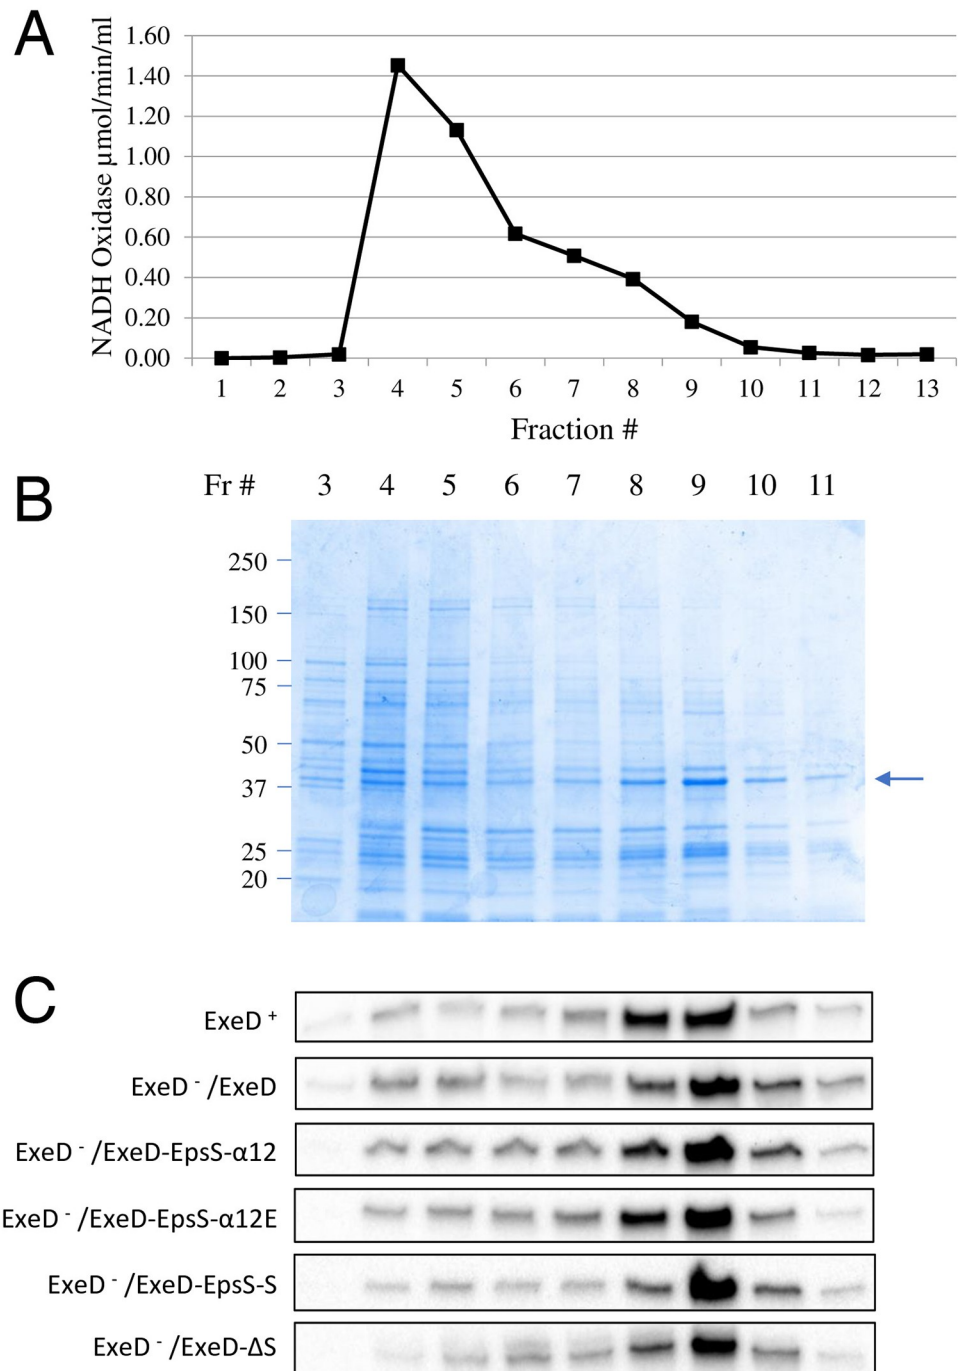 A
NADH Oxidase µmol/min/ml
1.60
1.40
1.20
1.00
0.80
0.60
0.40
0.20
0.00
1 2 3 4 5 6 7 8 9 10 11 12 13
Fraction #
B
Fr # 3 4 5 6 7 8 9 10 11
250
150
100
75
50
37
25
20
C
ExeD +
ExeD - /ExeD
ExeD - /ExeD-EpsS-α12
ExeD - /ExeD-EpsS-α12E
ExeD - /ExeD-EpsS-S
ExeD - /ExeD-ΔS